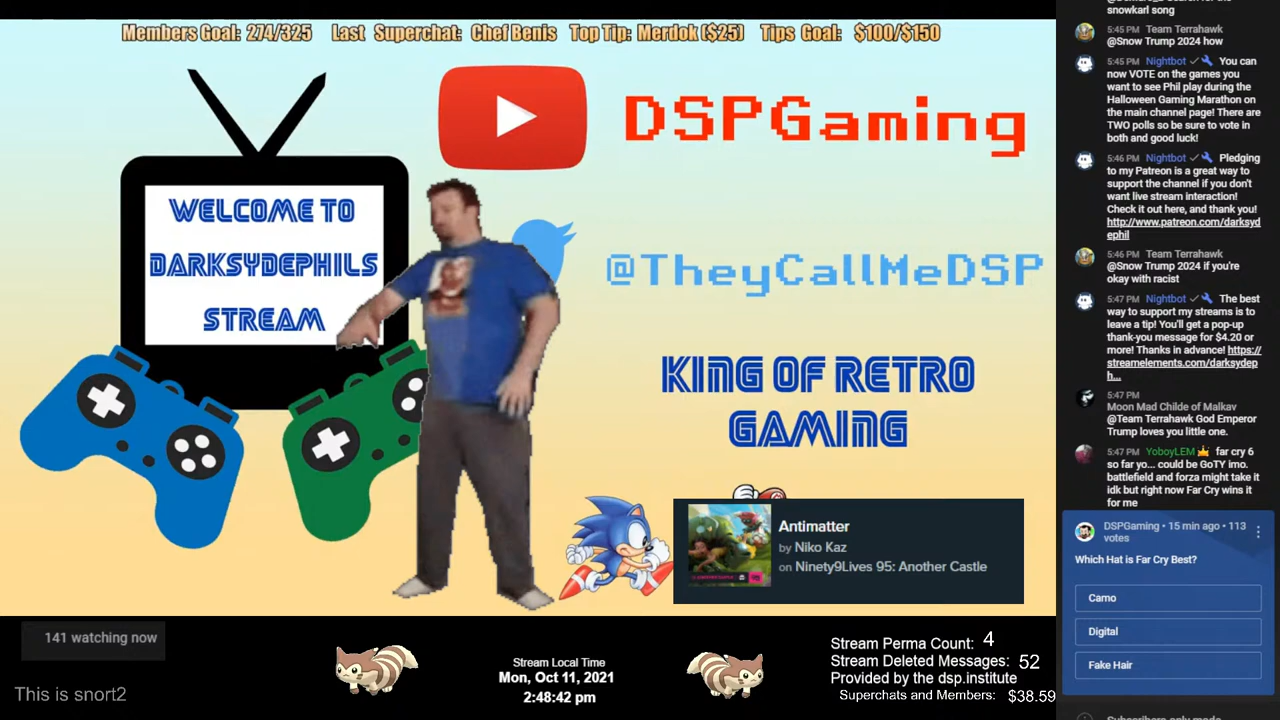 Members Goal: 274/325 Last Superchat: Chef Benis Top Tip: Merdok ($25) Tips Goal: $100/$150
DSPGaming
WELCOME TO
DARKSYDEPHILS
STREAM
@TheyCallMeDSP
KING OF RETRO
GAMING
Antimatter
by Niko Kaz
on Ninety9Lives 95: Another Castle
141 watching now
This is snort2
Stream Local Time
Mon, Oct 11, 2021
2:48:42 pm
Stream Perma Count: 4
Stream Deleted Messages: 52
Provided by the dsp.institute
Superchats and Members: $38.59
snowkarl song
5:45 PM Team Terrahawk
@Snow Trump 2024 how
5:45 PM Nightbot You can
now VOTE on the games you
want to see Phil play during the
Halloween Gaming Marathon on
the main channel page! There are
TWO polls so be sure to vote in
both and good luck!
5:46 PM Nightbot Pledging
to my Patreon is a great way to
support the channel if you don't
want live stream interaction!
Check it out here, and thank you!
http://www.patreon.com/darksyd
ephil
5:46 PM Team Terrahawk
@Snow Trump 2024 if you're
okay with racist
5:47 PM Nightbot The best
way to support my streams is to
leave a tip! You'll get a pop-up
thank-you message for $4.20 or
more! Thanks in advance! https://
streamelements.com/darksydep
h...
5:47 PM
Moon Mad Childe of Malkav
@Team Terrahawk God Emperor
Trump loves you little one.
5:47 PM YoboyLEM far cry 6
so far yo... could be GoTY imo.
battlefield and forza might take it
idk but right now Far Cry wins it
for me
DSPGaming • 15 min ago • 113
votes
Which Hat is Far Cry Best?
Camo
Digital
Fake Hair
Subscribers-only mode